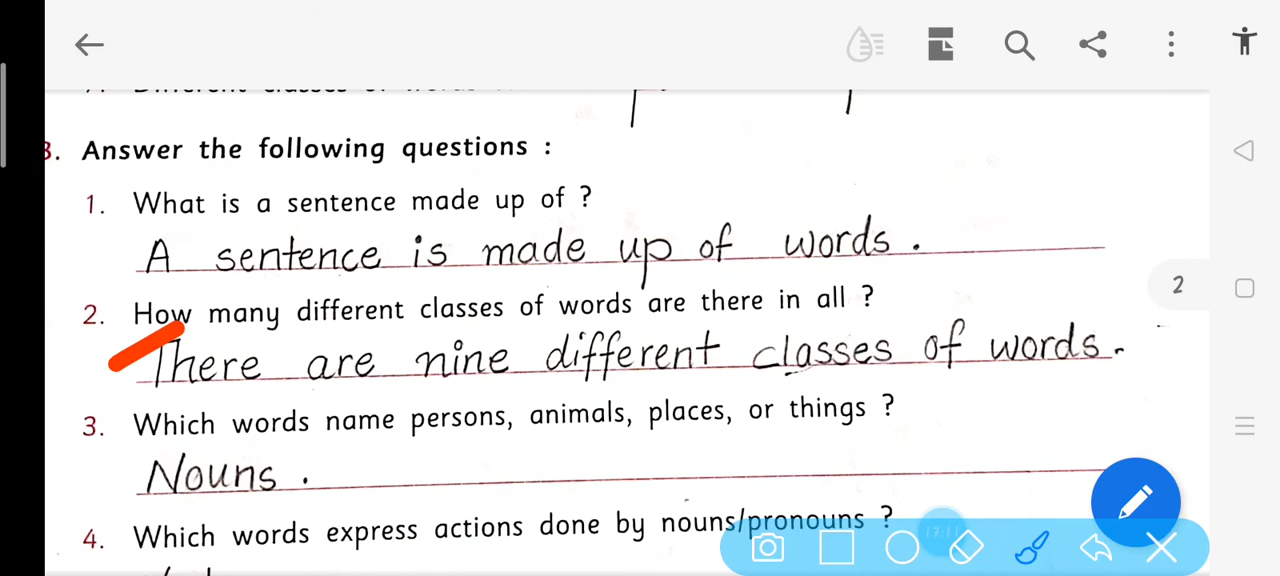 3. Answer the following questions :
1. What is a sentence made up of ?
A sentence is made up of words.
2. How many different classes of words are there in all ?
There are nine different classes of words.
2
3. Which words name persons, animals, places, or things ?
Nouns.
4. Which words express actions done by nouns/pronouns ?